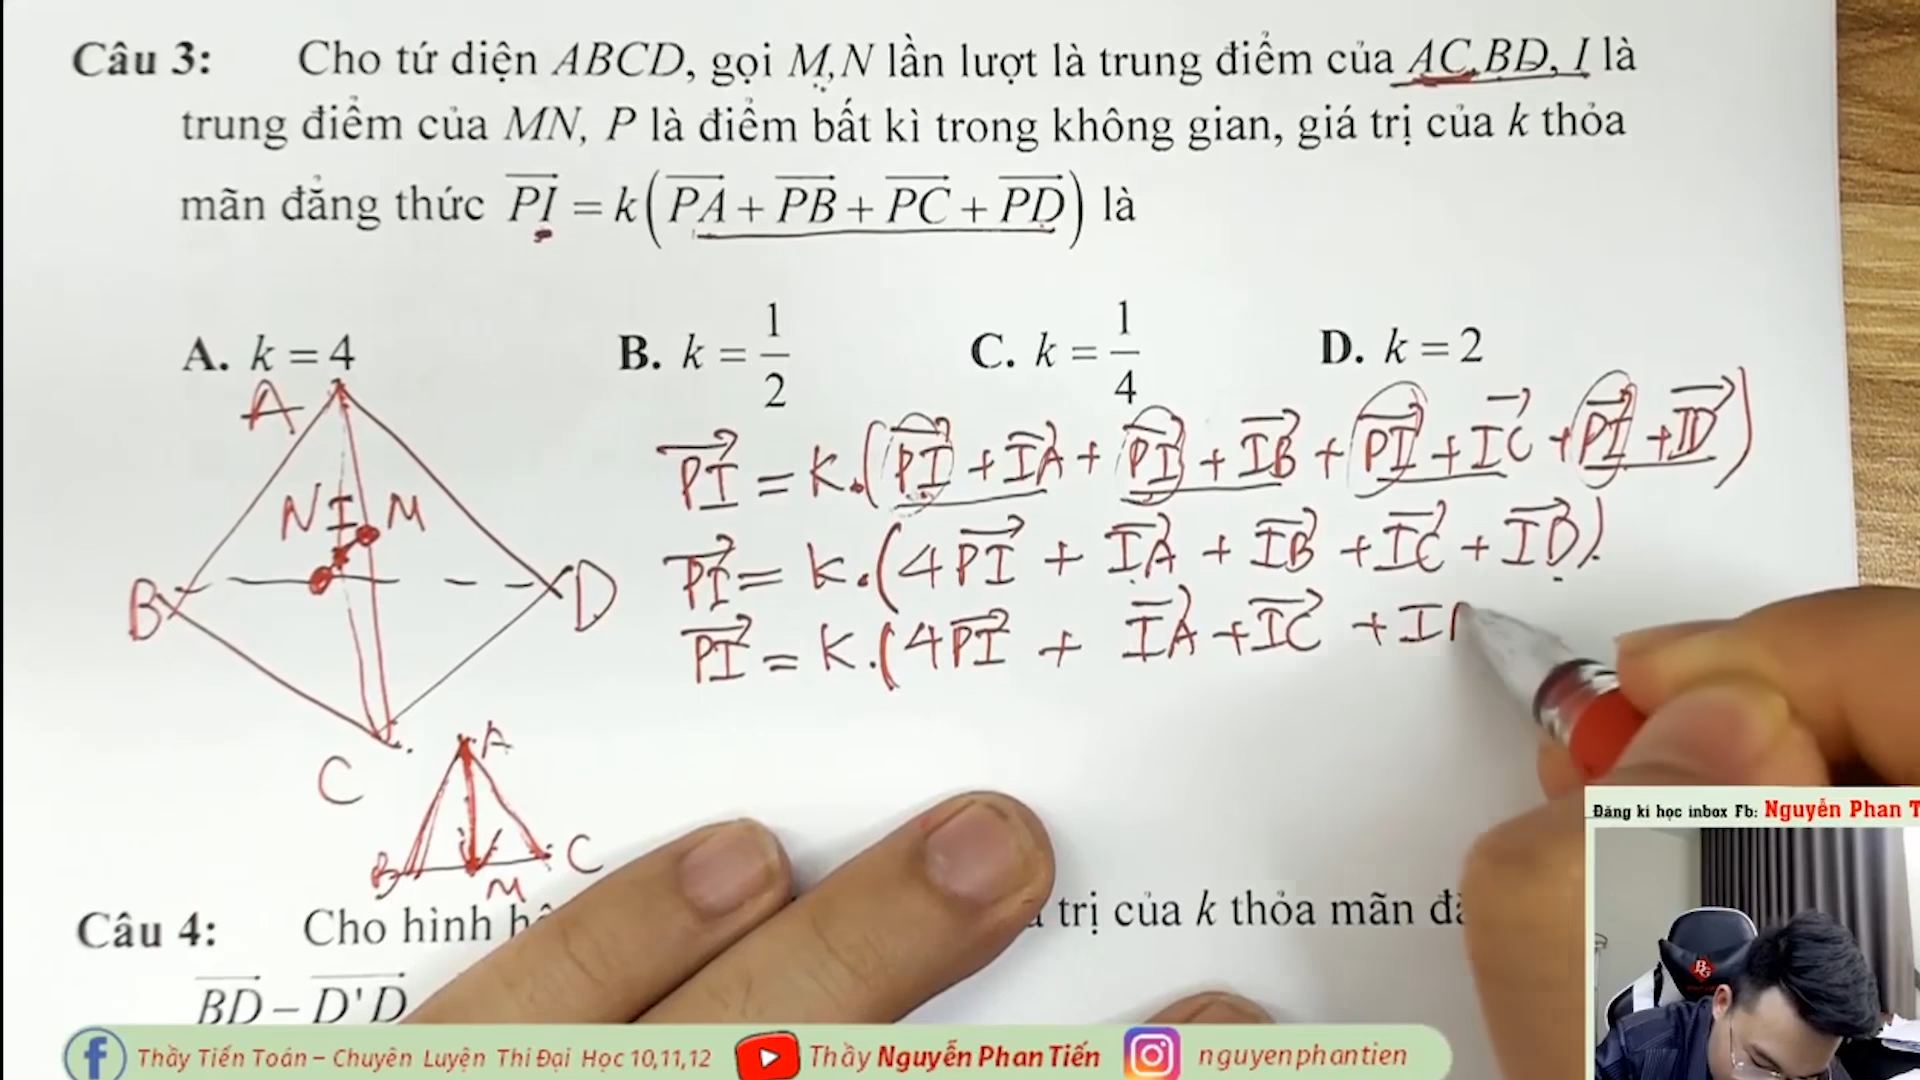 Câu 3: Cho tứ diện ABCD, gọi M,N lần lượt là trung điểm của AC,BD, I là
trung điểm của MN, P là điểm bất kì trong không gian, giá trị của k thỏa
mãn đẳng thức PI = k(PA + PB + PC + PD) là
A. k = 4 B. k = 1/2 C. k = 1/4 D. k = 2
A
PI = K.(PI + IA + PI + IB + PI + IC + PI + ID)
N I M
PI = K.(4PI + IA + IB + IC + ID)
B D
PI = K.(4PI + IA + IC + I
C
A
B M C
Câu 4: Cho hình trị của k thỏa mãn
BD − D'D
Đăng kí học inbox Fb: Nguyễn Phan T
Thầy Tiến Toán – Chuyên Luyện Thi Đại Học 10,11,12 Thầy Nguyễn Phan Tiến nguyenphantien